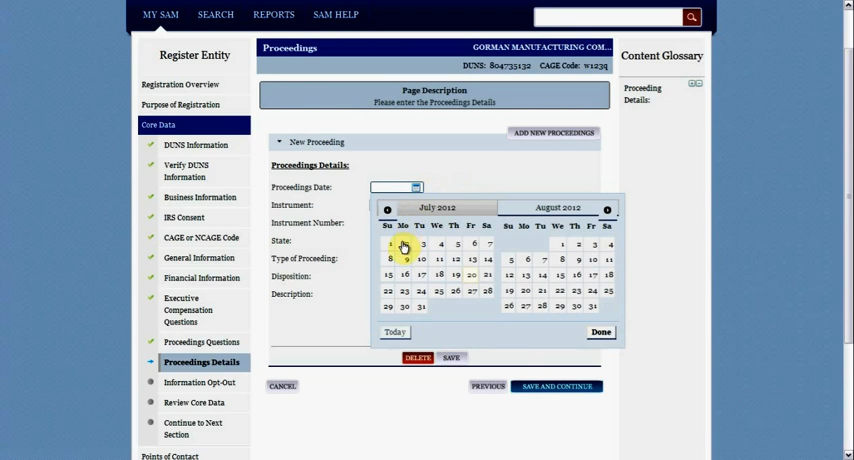 MY SAM SEARCH REPORTS SAM HELP
Register Entity
Registration Overview
Purpose of Registration
Core Data
DUNS Information
Verify DUNS
Information
Business Information
IRS Consent
CAGE or NCAGE Code
General Information
Financial Information
Executive
Compensation
Questions
Proceedings Questions
Proceedings Details
Information Opt-Out
Review Core Data
Continue to Next
Section
Points of Contact
Proceedings GORMAN MANUFACTURING COM...
DUNS: 804735132 CAGE Code: w123q
Page Description
Please enter the Proceedings Details
ADD NEW PROCEEDINGS
New Proceeding
Proceedings Details:
Proceedings Date:
Instrument:
Instrument Number:
State:
Type of Proceeding:
Disposition:
Description:
July 2012 August 2012
Su Mo Tu We Th Fr Sa Su Mo Tu We Th Fr Sa
1 3 4 5 6 7 1 2 3 4
8 9 10 11 12 13 14 5 6 7 8 9 10 11
15 16 17 18 19 20 21 12 13 14 15 16 17 18
22 23 24 25 26 27 28 19 20 21 22 23 24 25
29 30 31 26 27 28 29 30 31
Today Done
DELETE SAVE
CANCEL PREVIOUS SAVE AND CONTINUE
Content Glossary
Proceeding
Details: